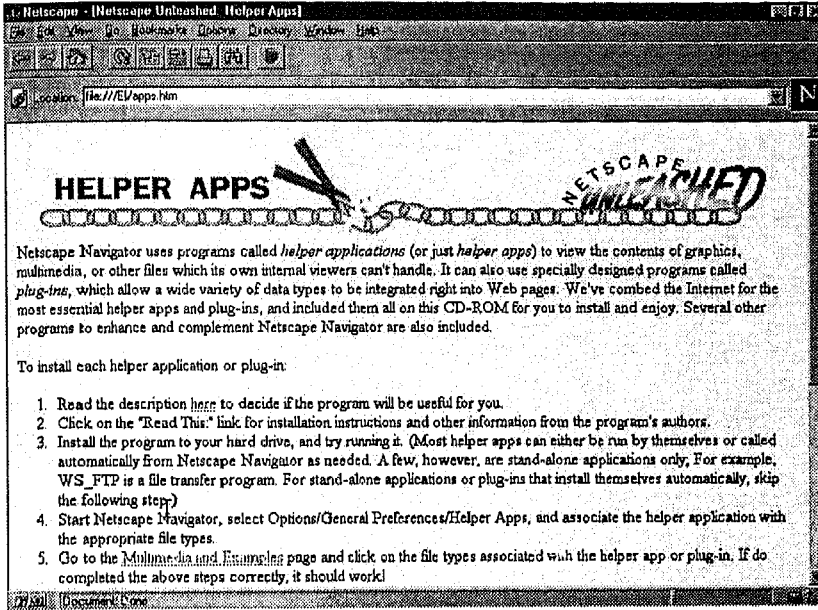 Netscape - [Netscape Unleashed: Helper Apps]
File Edit View Go Bookmarks Options Directory Window Help
Location: file:///E|/apps.htm
N
HELPER APPS
NETSCAPE
UNLEASHED
Netscape Navigator uses programs called helper applications (or just helper apps) to view the contents of graphics,
multimedia, or other files which its own internal viewers can't handle. It can also use specially designed programs called
plug-ins, which allow a wide variety of data types to be integrated right into Web pages. We've combed the Internet for the
most essential helper apps and plug-ins, and included them all on this CD-ROM for you to install and enjoy. Several other
programs to enhance and complement Netscape Navigator are also included.
To install each helper application or plug-in:
1. Read the description here to decide if the program will be useful for you.
2. Click on the "Read This:" link for installation instructions and other information from the program's authors.
3. Install the program to your hard drive, and try running it. (Most helper apps can either be run by themselves or called
automatically from Netscape Navigator as needed. A few, however, are stand-alone applications only. For example,
WS_FTP is a file transfer program. For stand-alone applications or plug-ins that install themselves automatically, skip
the following step.)
4. Start Netscape Navigator, select Options/General Preferences/Helper Apps, and associate the helper application with
the appropriate file types.
5. Go to the Multimedia and Examples page and click on the file types associated with the helper app or plug-in. If do
completed the above steps correctly, it should work!
Document: Done